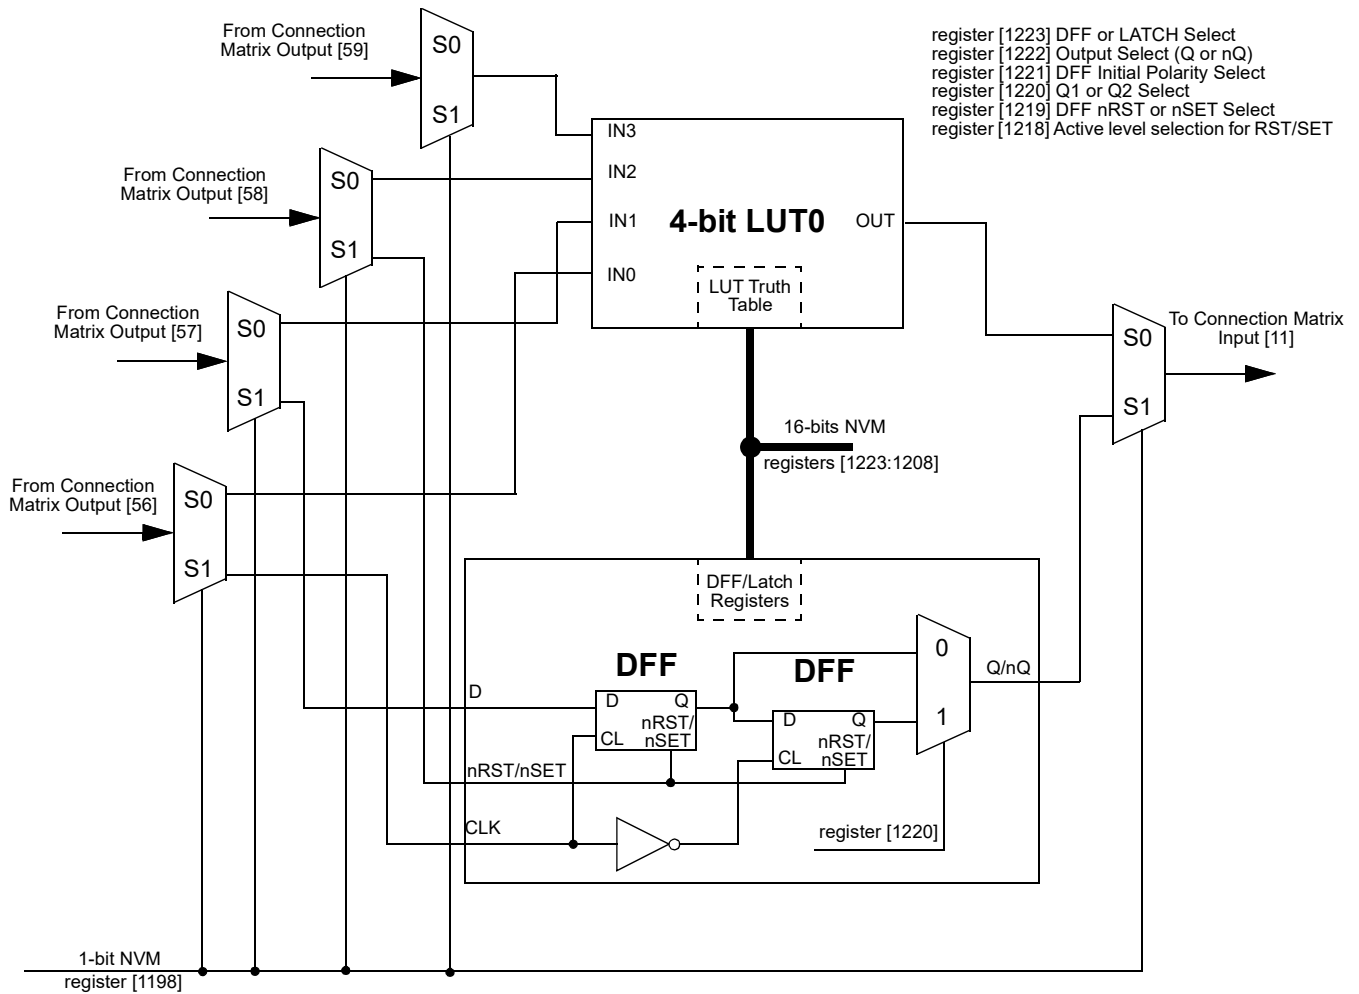 From Connection
Matrix Output [59]
S0
S1
register [1223] DFF or LATCH Select
register [1222] Output Select (Q or nQ)
register [1221] DFF Initial Polarity Select
register [1220] Q1 or Q2 Select
register [1219] DFF nRST or nSET Select
register [1218] Active level selection for RST/SET
From Connection
Matrix Output [58]
S0
S1
IN3
IN2
IN1
IN0
4-bit LUT0
OUT
LUT Truth
Table
From Connection
Matrix Output [57]
S0
S1
To Connection Matrix
Input [11]
S0
S1
16-bits NVM
registers [1223:1208]
From Connection
Matrix Output [56]
S0
S1
DFF/Latch
Registers
DFF
D
D
Q
nRST/
nSET
CL
DFF
D
Q
nRST/
nSET
CL
0
1
Q/nQ
nRST/nSET
CLK
register [1220]
1-bit NVM
register [1198]